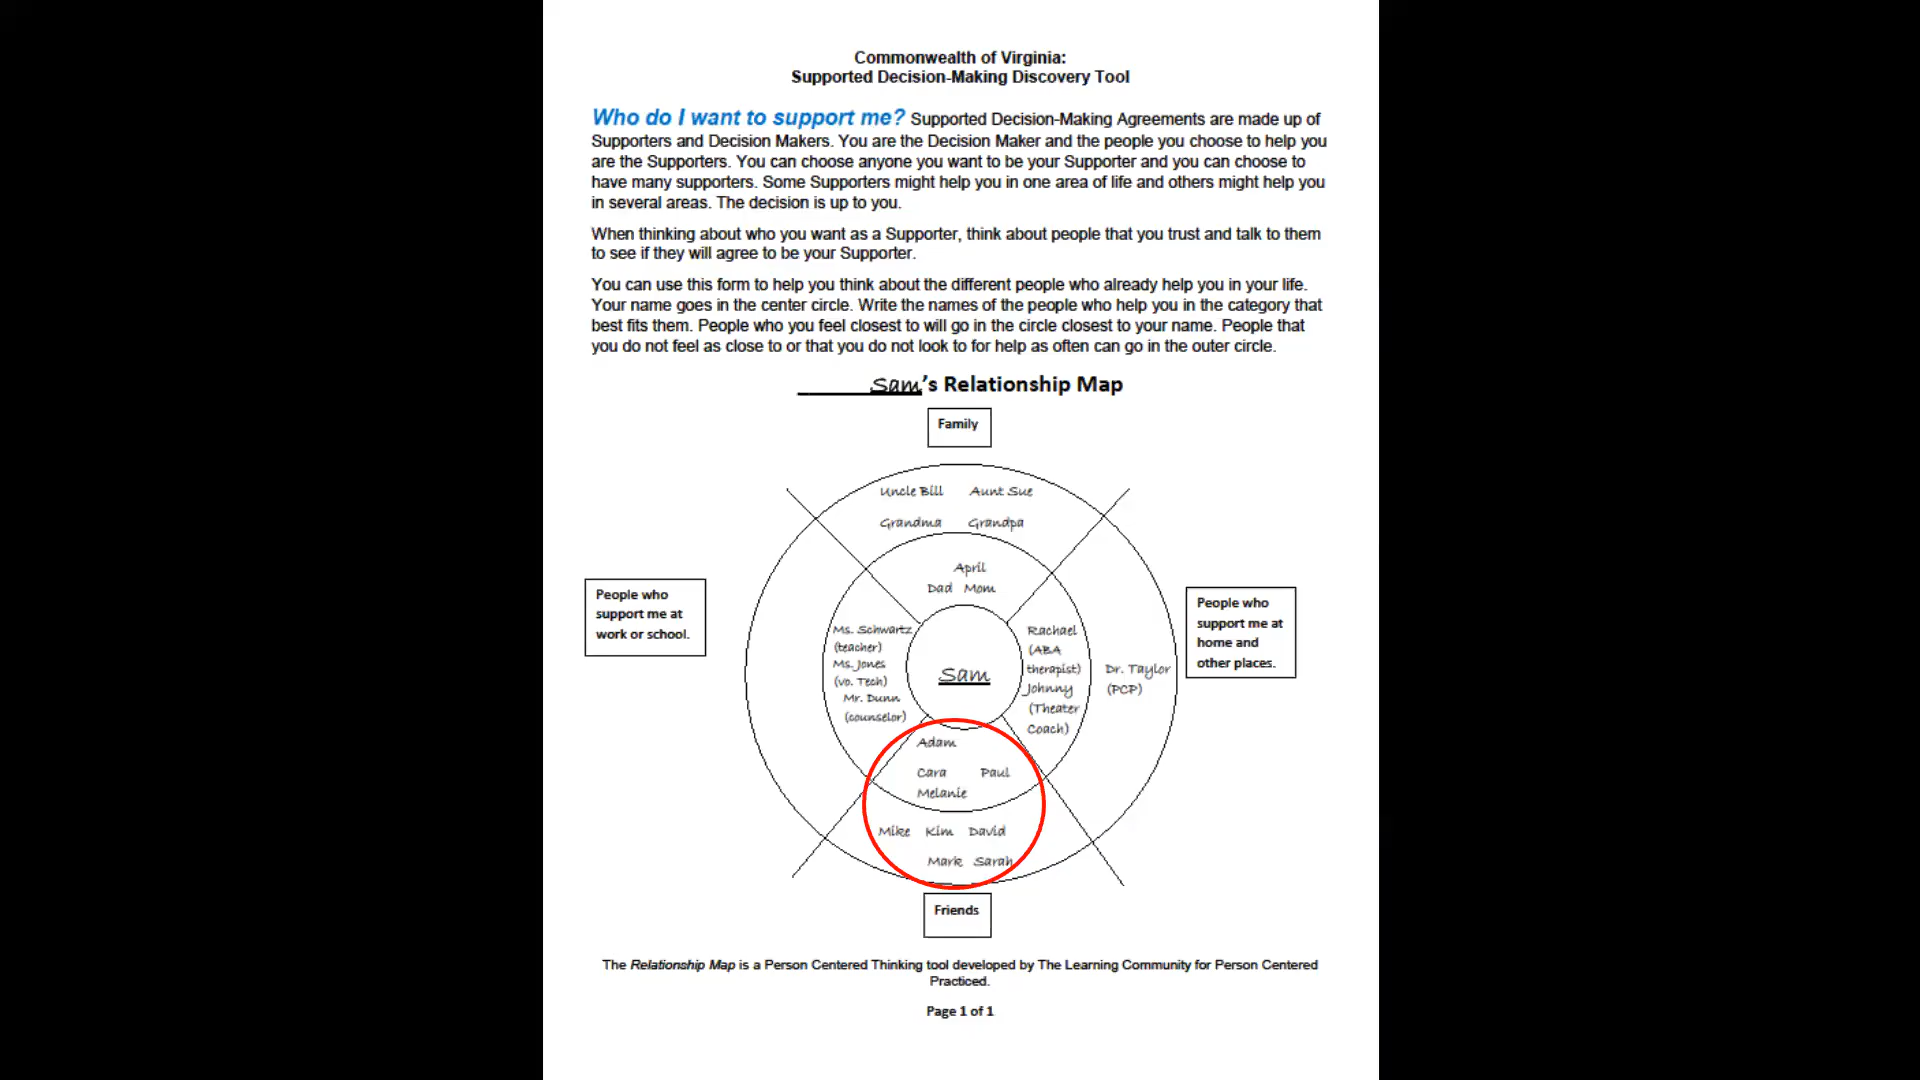 Commonwealth of Virginia:
Supported Decision-Making Discovery Tool
Who do I want to support me? Supported Decision-Making Agreements are made up of
Supporters and Decision Makers. You are the Decision Maker and the people you choose to help you
are the Supporters. You can choose anyone you want to be your Supporter and you can choose to
have many supporters. Some Supporters might help you in one area of life and others might help you
in several areas. The decision is up to you.
When thinking about who you want as a Supporter, think about people that you trust and talk to them
to see if they will agree to be your Supporter.
You can use this form to help you think about the different people who already help you in your life.
Your name goes in the center circle. Write the names of the people who help you in the category that
best fits them. People who you feel closest to will go in the circle closest to your name. People that
you do not feel as close to or that you do not look to for help as often can go in the outer circle.
Sam's Relationship Map
Family
Uncle Bill Aunt Sue
Grandma Grandpa
April
Dad Mom
People who
support me at
work or school.
Ms. Schwartz
(teacher)
Ms. Jones
(vo. Tech)
Mr. Dunn
(counselor)
Sam
Rachael
(ABA
therapist)
Johnny
(Theater
Coach)
Dr. Taylor
(PCP)
People who
support me at
home and
other places.
Adam
Cara Paul
Melanie
Mike Kim David
Mark Sarah
Friends
The Relationship Map is a Person Centered Thinking tool developed by The Learning Community for Person Centered
Practiced.
Page 1 of 1